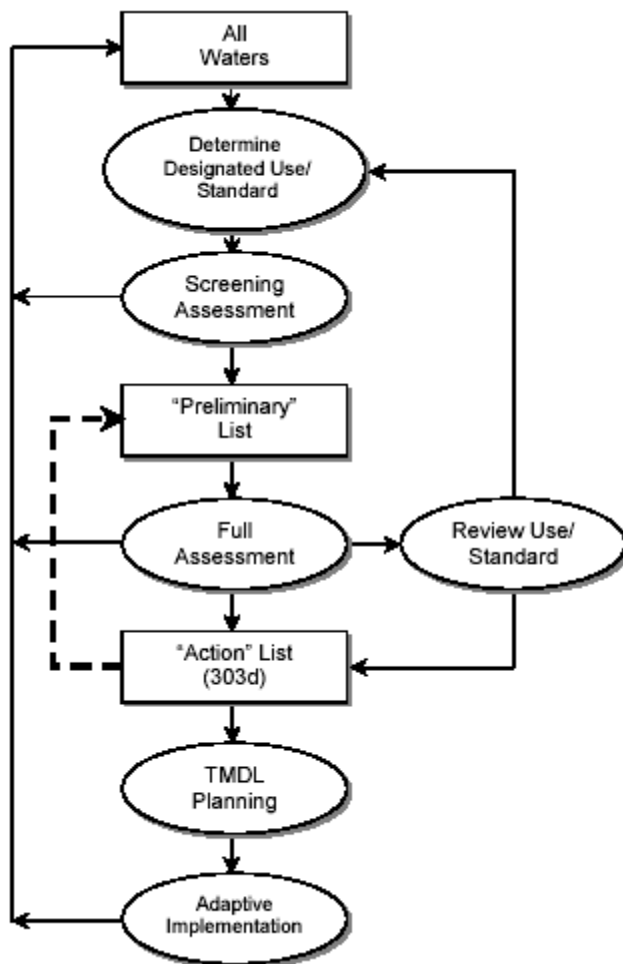 All
Waters
Determine
Designated Use/
Standard
Screening
Assessment
“Preliminary”
List
Full
Assessment
Review Use/
Standard
“Action” List
(303d)
TMDL
Planning
Adaptive
Implementation